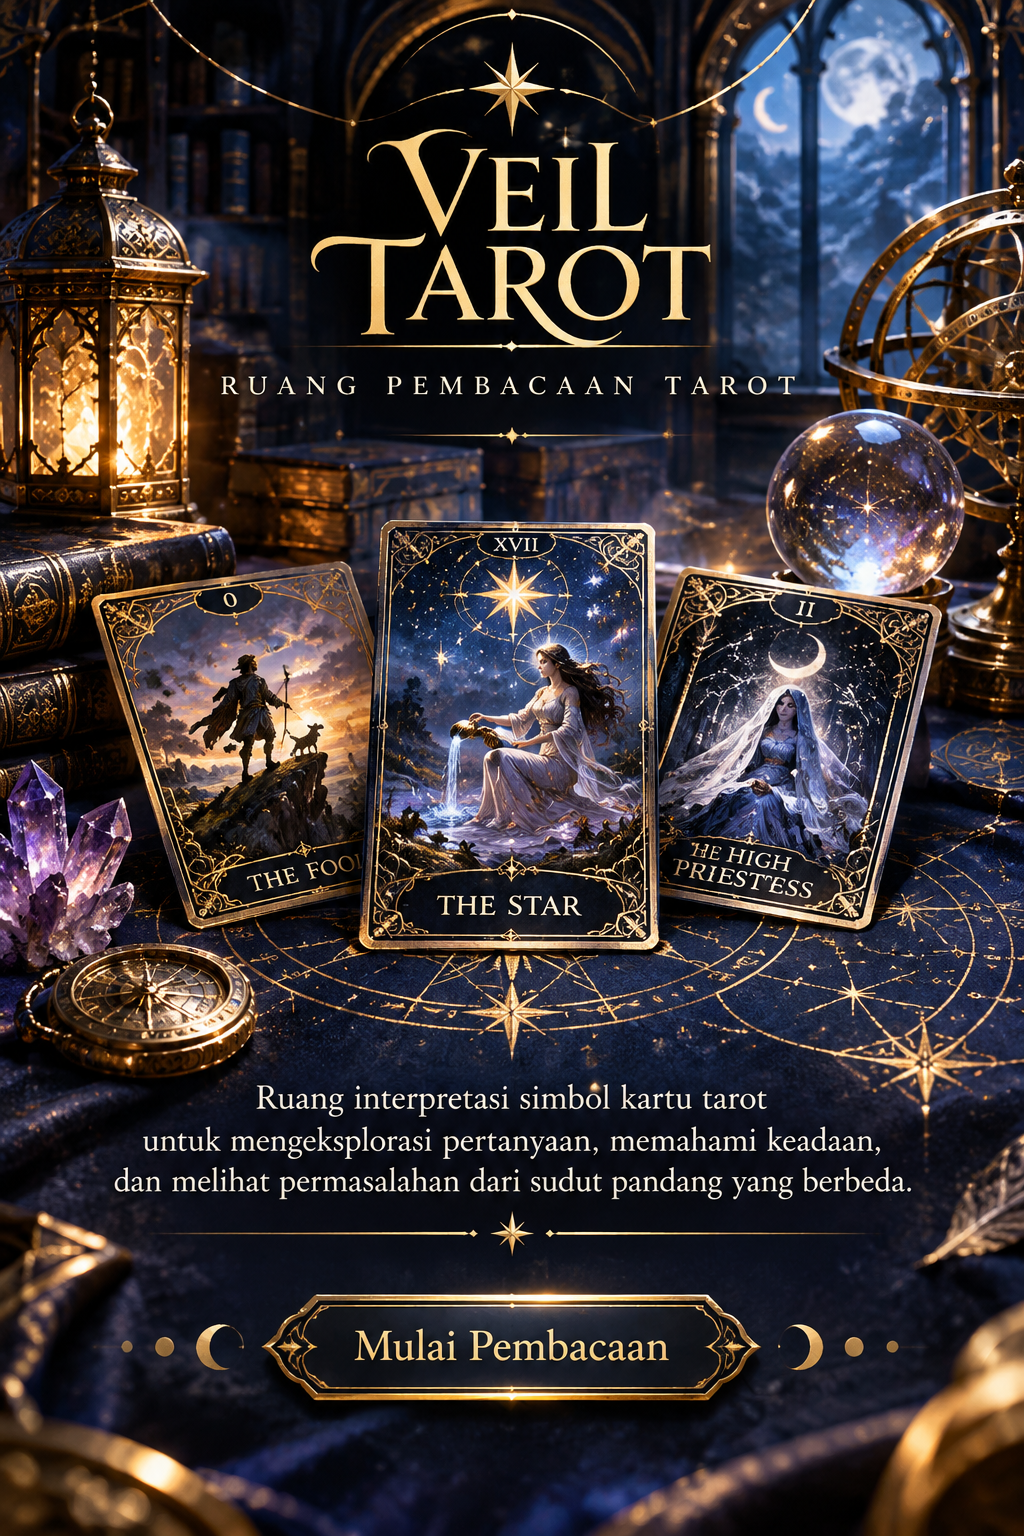 VEIL
TAROT
RUANG PEMBACAAN TAROT
0
THE FOOL
XVII
THE STAR
II
HE HIGH
PRIESTESS
Ruang interpretasi simbol kartu tarot
untuk mengeksplorasi pertanyaan, memahami keadaan,
dan melihat permasalahan dari sudut pandang yang berbeda.
Mulai Pembacaan